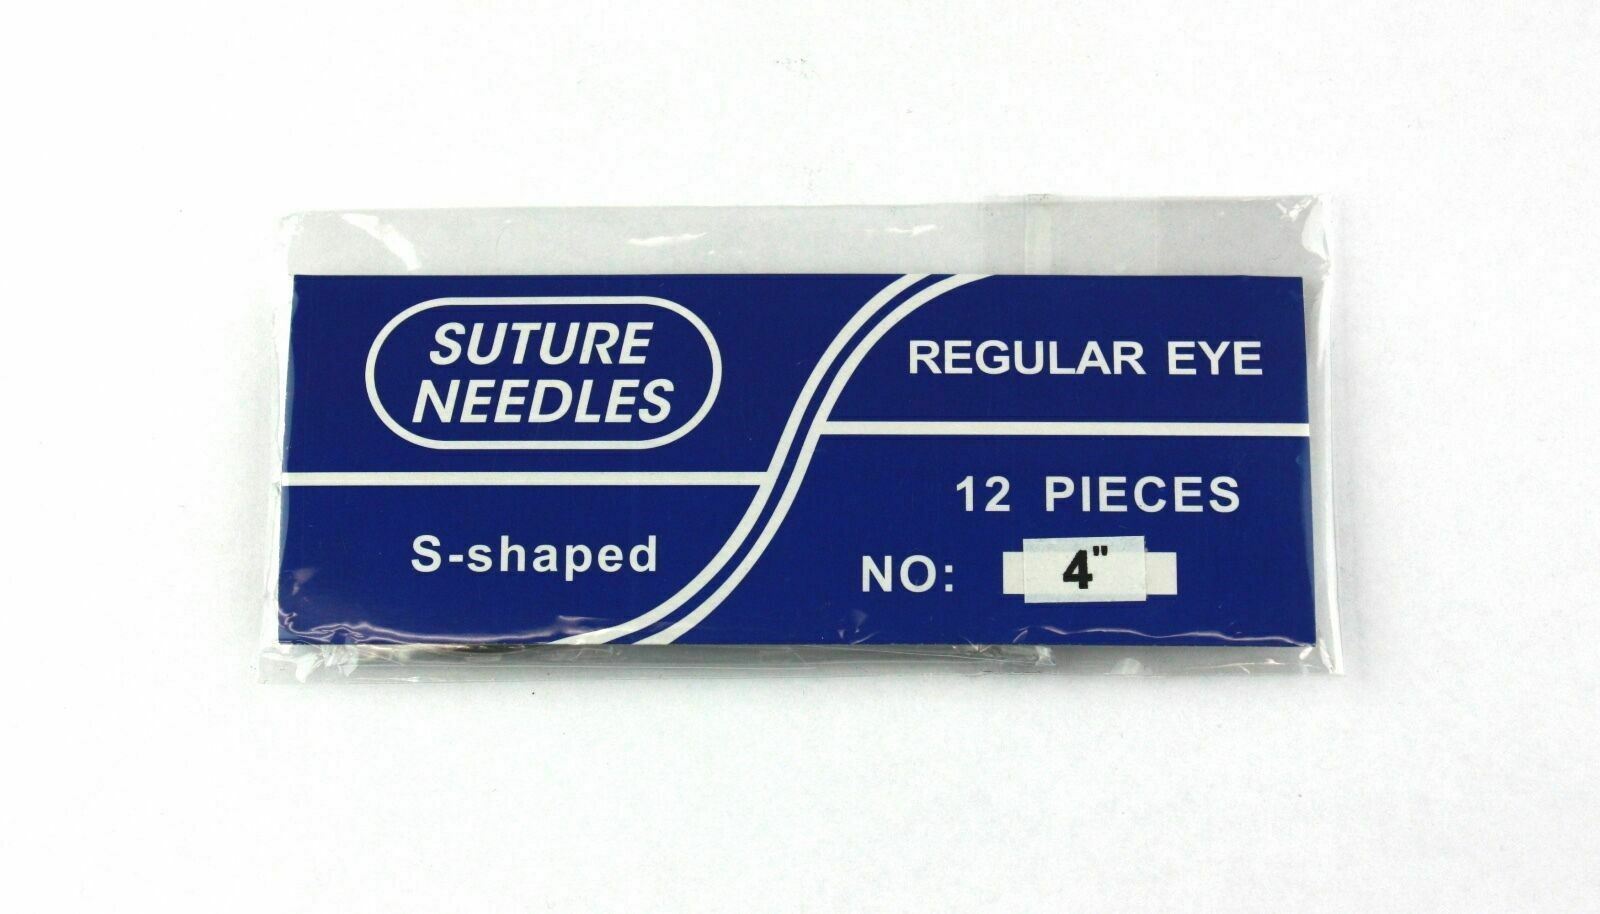 SUTURE
NEEDLES
S-shaped
REGULAR EYE
12 PIECES
NO: 4"